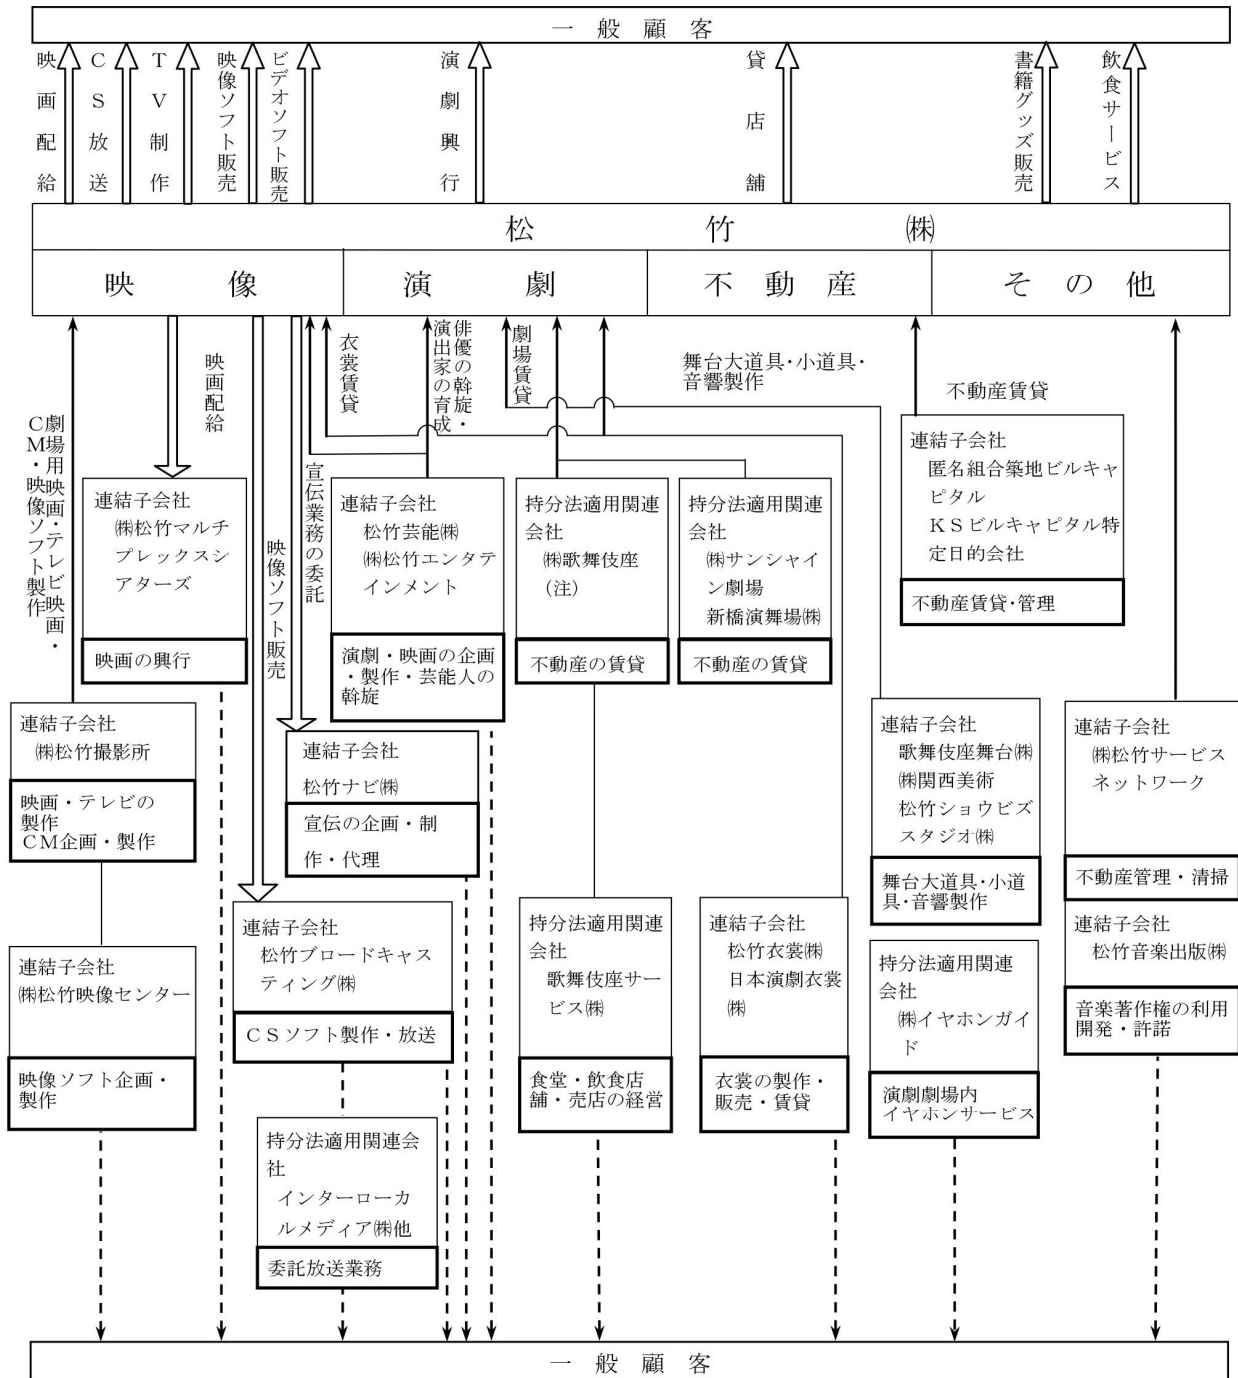 一般顧客
映画配給
ＣＳ放送
ＴＶ制作
映像ソフト販売
ビデオソフト販売
演劇興行
貸店舗
書籍グッズ販売
飲食サービス
松竹㈱
映像
演劇
不動産
その他
劇場用映画・テレビ映画・
ＣＭ・映像ソフト製作
映画配給
映像ソフト販売
宣伝業務の委託
衣裳賃貸
俳優の斡旋・
演出家の育成
劇場賃貸
舞台大道具・小道具・
音響製作
不動産賃貸
連結子会社
㈱松竹マルチ
プレックスシ
アターズ
映画の興行
連結子会社
松竹芸能㈱
㈱松竹エンタテ
インメント
演劇・映画の企画
・製作・芸能人の
斡旋
持分法適用関連
会社
㈱歌舞伎座
（注）
不動産の賃貸
持分法適用関連
会社
㈱サンシャイ
ン劇場
新橋演舞場㈱
不動産の賃貸
連結子会社
匿名組合築地ビルキャ
ピタル
ＫＳビルキャピタル特
定目的会社
不動産賃貸・管理
連結子会社
㈱松竹撮影所
映画・テレビの
製作
ＣＭ企画・製作
連結子会社
松竹ナビ㈱
宣伝の企画・制
作・代理
連結子会社
歌舞伎座舞台㈱
㈱関西美術
松竹ショウビズ
スタジオ㈱
舞台大道具・小道
具・音響製作
連結子会社
㈱松竹サービス
ネットワーク
不動産管理・清掃
連結子会社
㈱松竹映像センター
映像ソフト企画・
製作
連結子会社
松竹ブロードキャス
ティング㈱
ＣＳソフト製作・放送
持分法適用関連
会社
歌舞伎座サー
ビス㈱
食堂・飲食店
舗・売店の経営
連結子会社
松竹衣裳㈱
日本演劇衣裳
㈱
衣裳の製作・
販売・賃貸
持分法適用関連
会社
㈱イヤホンガイ
ド
演劇劇場内
イヤホンサービス
連結子会社
松竹音楽出版㈱
音楽著作権の利用
開発・許諾
持分法適用関連会
社
インターローカ
ルメディア㈱他
委託放送業務
一般顧客